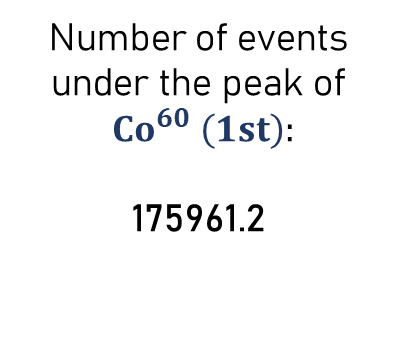 Number of events
under the peak of
Co⁶⁰ (1st):
175961.2